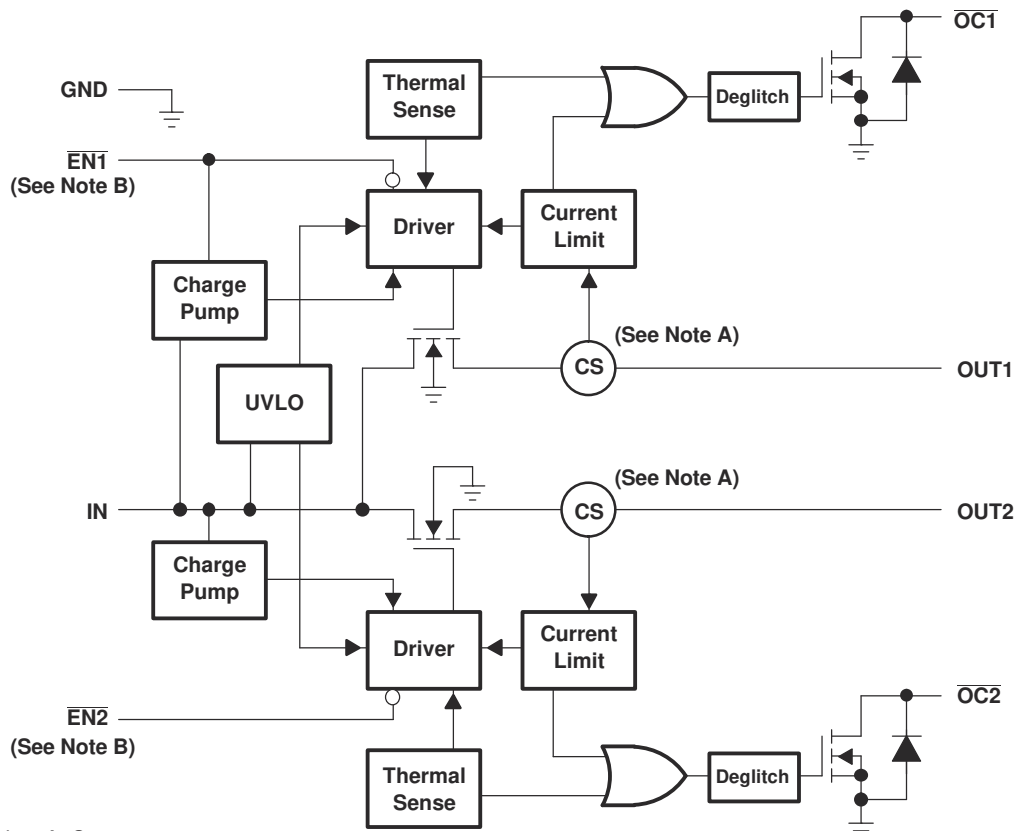 OC1
GND
Thermal
Sense
Deglitch
EN1
(See Note B)
Driver
Current
Limit
Charge
Pump
(See Note A)
CS
OUT1
UVLO
(See Note A)
IN
CS
OUT2
Charge
Pump
Driver
Current
Limit
EN2
(See Note B)
OC2
Thermal
Sense
Deglitch